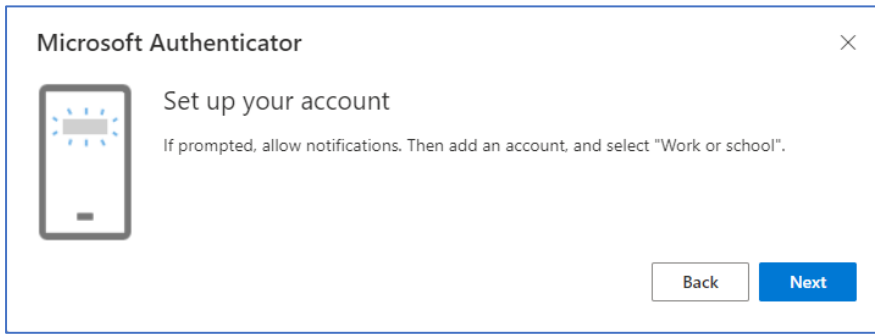 Microsoft Authenticator
Set up your account
If prompted, allow notifications. Then add an account, and select "Work or school".
Back
Next